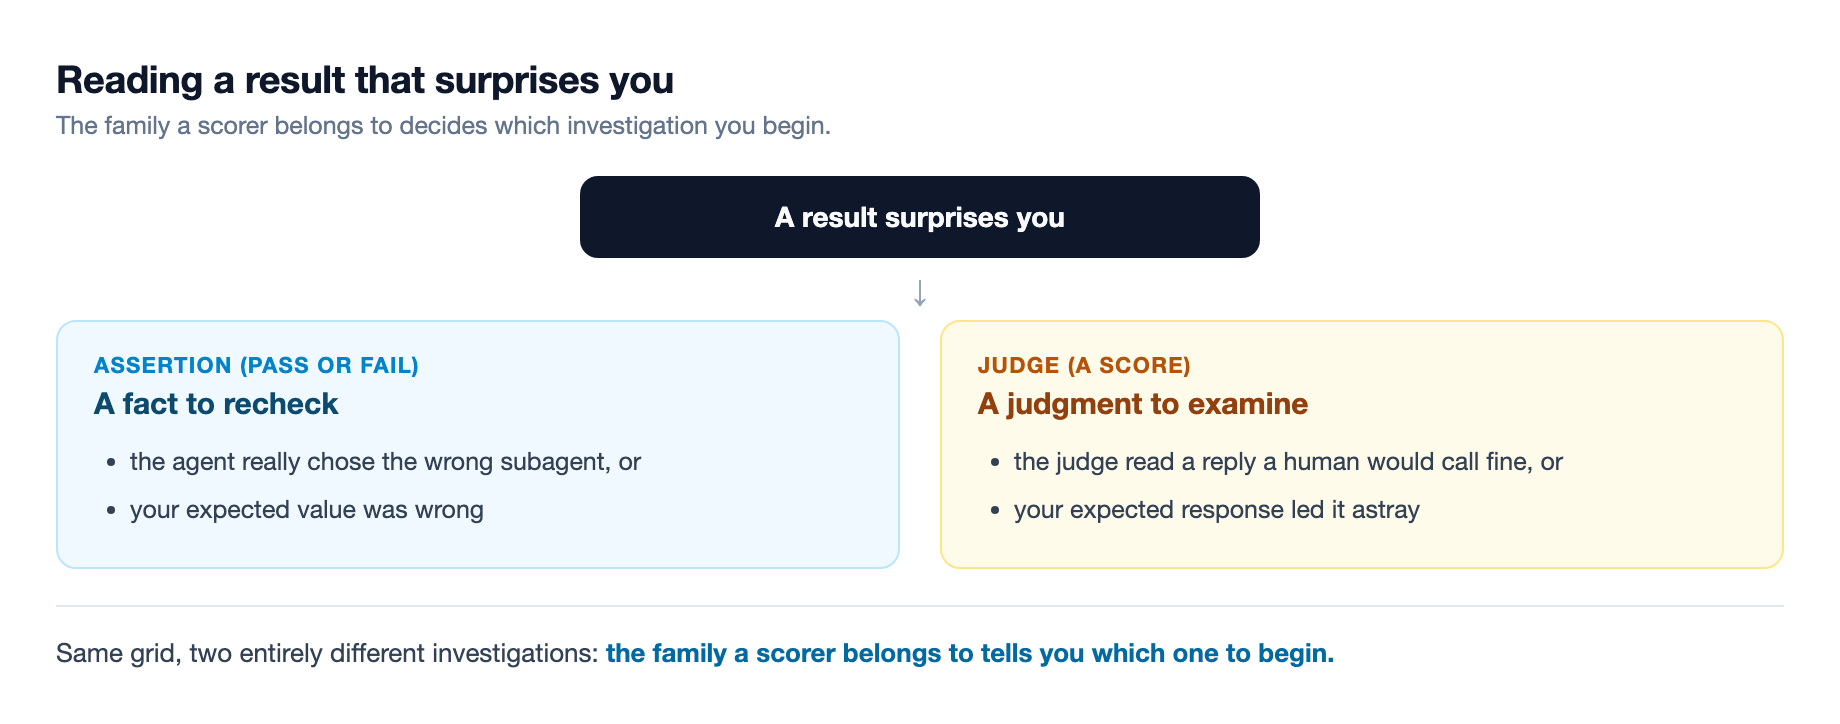 Reading a result that surprises you
The family a scorer belongs to decides which investigation you begin.
A result surprises you
↓
ASSERTION (PASS OR FAIL)
A fact to recheck
• the agent really chose the wrong subagent, or
• your expected value was wrong
JUDGE (A SCORE)
A judgment to examine
• the judge read a reply a human would call fine, or
• your expected response led it astray
Same grid, two entirely different investigations: the family a scorer belongs to tells you which one to begin.